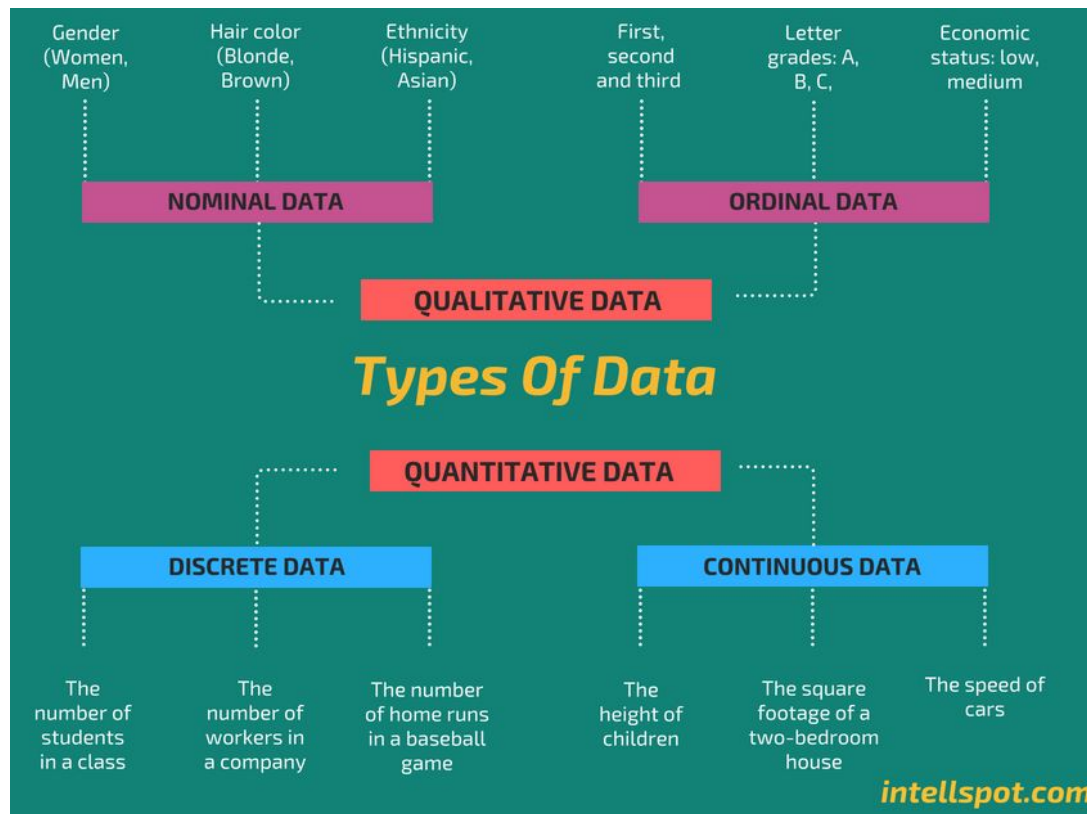 Gender
(Women,
Men)
Hair color
(Blonde,
Brown)
Ethnicity
(Hispanic,
Asian)
First,
second
and third
Letter
grades: A,
B, C,
Economic
status: low,
medium
NOMINAL DATA
ORDINAL DATA
QUALITATIVE DATA
Types Of Data
QUANTITATIVE DATA
DISCRETE DATA
CONTINUOUS DATA
The
number of
students
in a class
The
number of
workers in
a company
The number
of home runs
in a baseball
game
The
height of
children
The square
footage of a
two-bedroom
house
The speed of
cars
intellspot.com